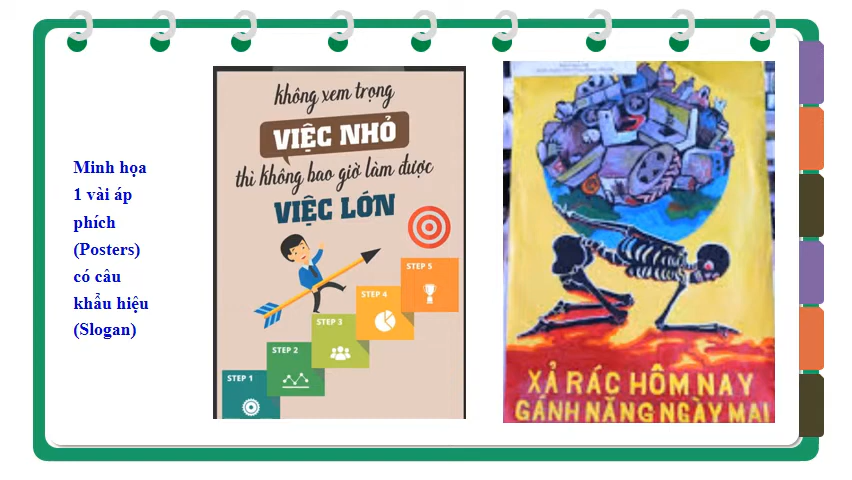 Minh họa
1 vài áp
phích
(Posters)
có câu
khẩu hiệu
(Slogan)
không xem trọng
VIỆC NHỎ
thì không bao giờ làm được
VIỆC LỚN
STEP 5
STEP 4
STEP 3
STEP 2
STEP 1
XẢ RÁC HÔM NAY
GÁNH NẶNG NGÀY MAI